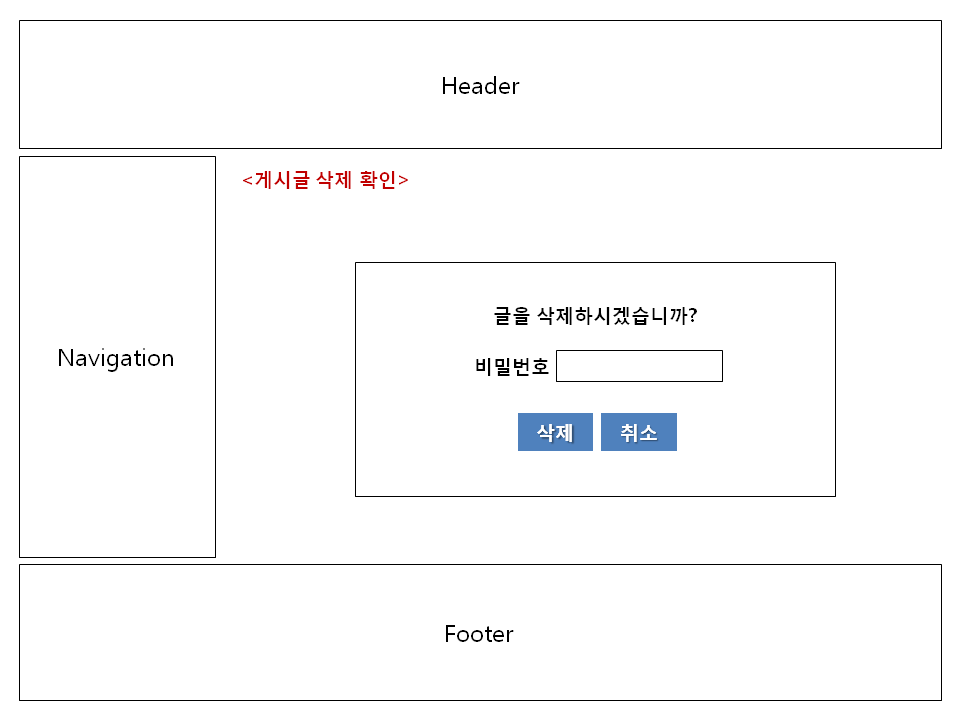 Header
<게시글 삭제 확인>
글을 삭제하시겠습니까?
Navigation
비밀번호
삭제 취소
Footer